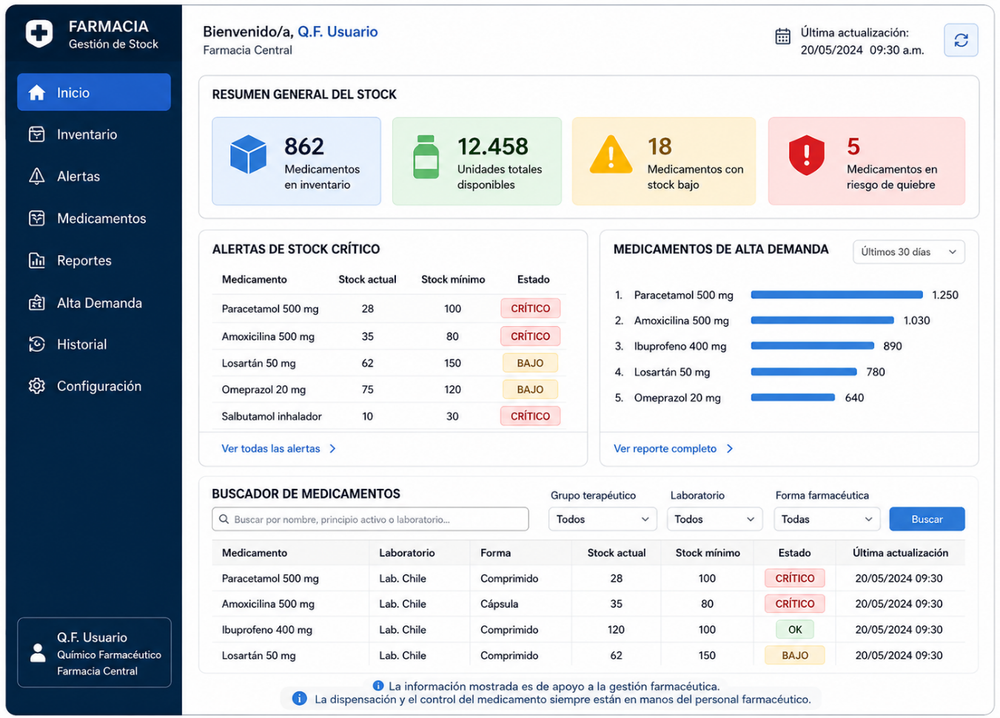 FARMACIA
Gestión de Stock
Inicio
Inventario
Alertas
Medicamentos
Reportes
Alta Demanda
Historial
Configuración
Q.F. Usuario
Químico Farmacéutico
Farmacia Central
Bienvenido/a, Q.F. Usuario
Farmacia Central
Última actualización:
20/05/2024 09:30 a.m.
RESUMEN GENERAL DEL STOCK
862
Medicamentos
en inventario
12.458
Unidades totales
disponibles
18
Medicamentos con
stock bajo
5
Medicamentos en
riesgo de quiebre
ALERTAS DE STOCK CRÍTICO
Medicamento Stock actual Stock mínimo Estado
Paracetamol 500 mg 28 100 CRÍTICO
Amoxicilina 500 mg 35 80 CRÍTICO
Losartán 50 mg 62 150 BAJO
Omeprazol 20 mg 75 120 BAJO
Salbutamol inhalador 10 30 CRÍTICO
Ver todas las alertas
MEDICAMENTOS DE ALTA DEMANDA
Últimos 30 días
1. Paracetamol 500 mg 1.250
2. Amoxicilina 500 mg 1.030
3. Ibuprofeno 400 mg 890
4. Losartán 50 mg 780
5. Omeprazol 20 mg 640
Ver reporte completo
BUSCADOR DE MEDICAMENTOS
Buscar por nombre, principio activo o laboratorio...
Grupo terapéutico
Todos
Laboratorio
Todos
Forma farmacéutica
Todas
Buscar
Medicamento Laboratorio Forma Stock actual Stock mínimo Estado Última actualización
Paracetamol 500 mg Lab. Chile Comprimido 28 100 CRÍTICO 20/05/2024 09:30
Amoxicilina 500 mg Lab. Chile Cápsula 35 80 CRÍTICO 20/05/2024 09:30
Ibuprofeno 400 mg Lab. Chile Comprimido 120 100 OK 20/05/2024 09:30
Losartán 50 mg Lab. Chile Comprimido 62 150 BAJO 20/05/2024 09:30
La información mostrada es de apoyo a la gestión farmacéutica.
La dispensación y el control del medicamento siempre están en manos del personal farmacéutico.